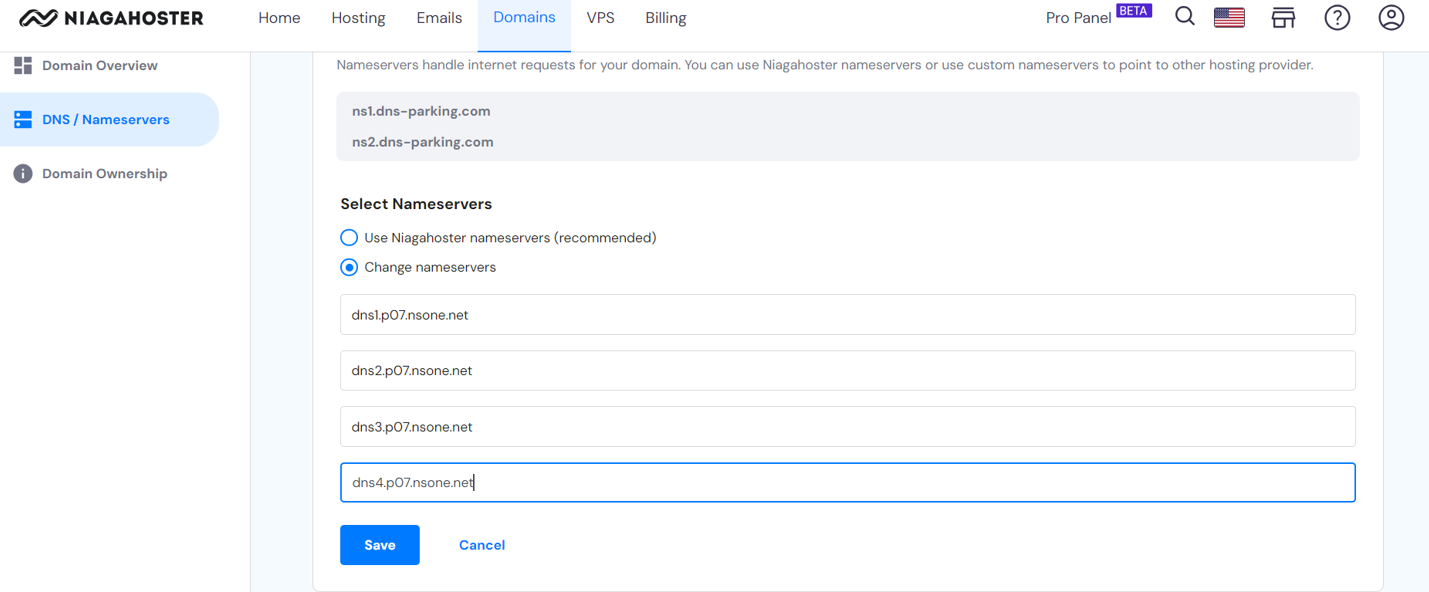 NIAGAHOSTER
Home Hosting Emails Domains VPS Billing Pro Panel BETA
Domain Overview
DNS / Nameservers
Domain Ownership
Nameservers handle internet requests for your domain. You can use Niagahoster nameservers or use custom nameservers to point to other hosting provider.
ns1.dns-parking.com
ns2.dns-parking.com
Select Nameservers
Use Niagahoster nameservers (recommended)
Change nameservers
dns1.p07.nsone.net
dns2.p07.nsone.net
dns3.p07.nsone.net
dns4.p07.nsone.net
Save Cancel